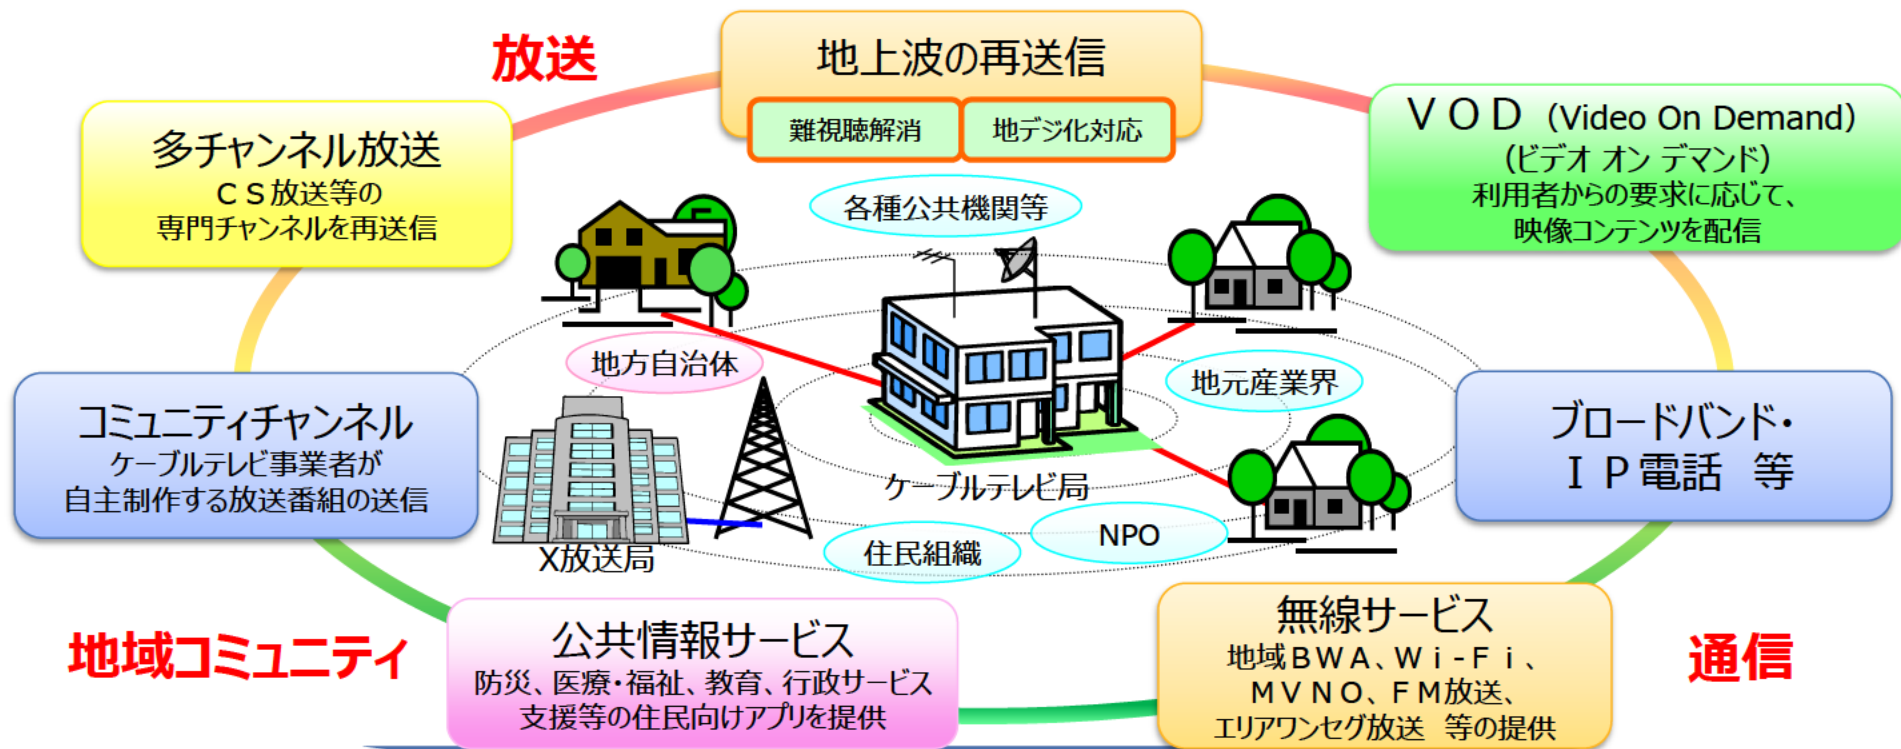 放送
地上波の再送信
難視聴解消
地デジ化対応
多チャンネル放送
ＣＳ放送等の
専門チャンネルを再送信
ＶＯＤ（Video On Demand）
（ビデオ オン デマンド）
利用者からの要求に応じて、
映像コンテンツを配信
各種公共機関等
地方自治体
地元産業界
コミュニティチャンネル
ケーブルテレビ事業者が
自主制作する放送番組の送信
ブロードバンド・
ＩＰ電話　等
ケーブルテレビ局
X放送局
住民組織
NPO
地域コミュニティ
公共情報サービス
防災、医療・福祉、教育、行政サービス
支援等の住民向けアプリを提供
無線サービス
地域ＢＷＡ、Ｗｉ-Ｆｉ、
ＭＶＮＯ、ＦＭ放送、
エリアワンセグ放送　等の提供
通信